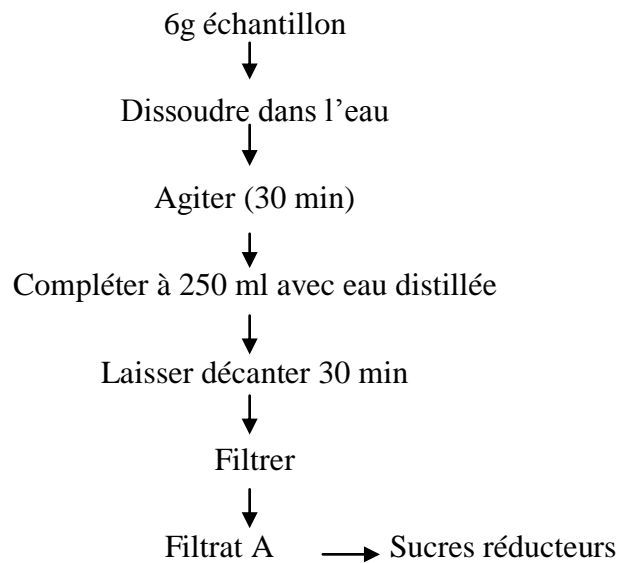 6g échantillon
Dissoudre dans l’eau
Agiter (30 min)
Compléter à 250 ml avec eau distillée
Laisser décanter 30 min
Filtrer
Filtrat A Sucres réducteurs